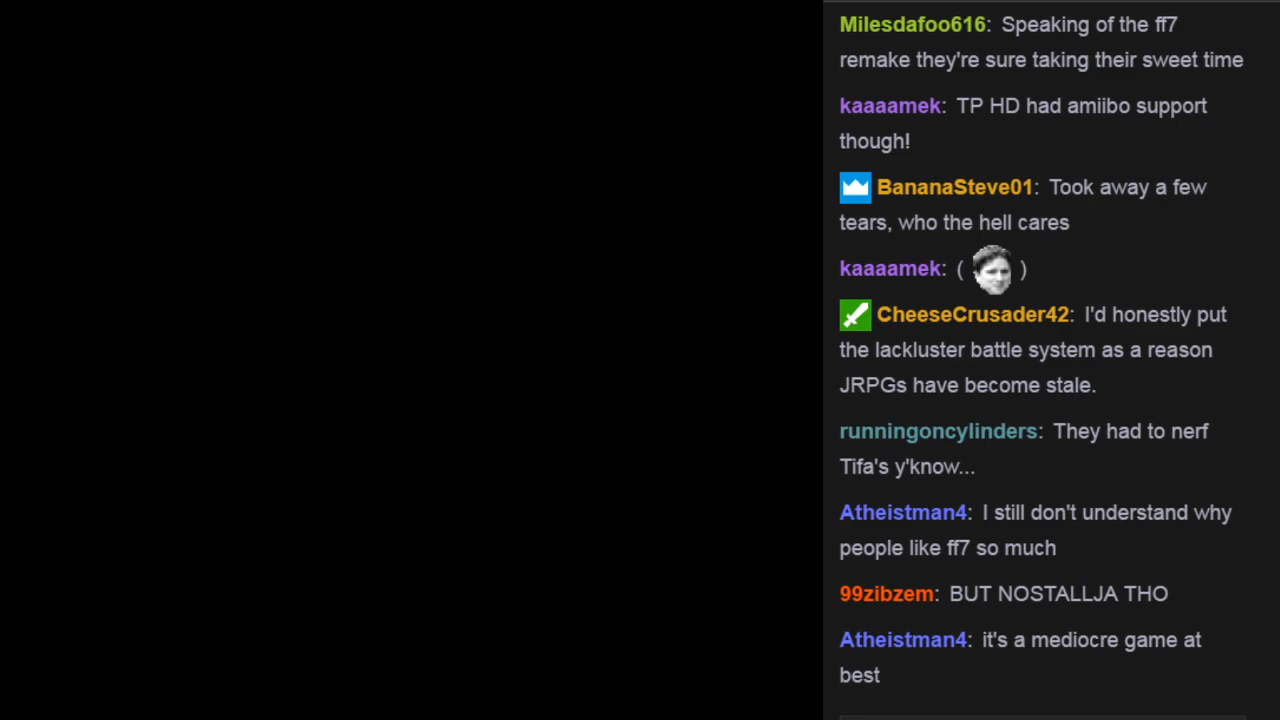 Milesdafoo616: Speaking of the ff7
remake they're sure taking their sweet time
kaaaamek: TP HD had amiibo support
though!
BananaSteve01: Took away a few
tears, who the hell cares
kaaaamek: ( )
CheeseCrusader42: I'd honestly put
the lackluster battle system as a reason
JRPGs have become stale.
runningoncylinders: They had to nerf
Tifa's y'know...
Atheistman4: I still don't understand why
people like ff7 so much
99zibzem: BUT NOSTALLJA THO
Atheistman4: it's a mediocre game at
best